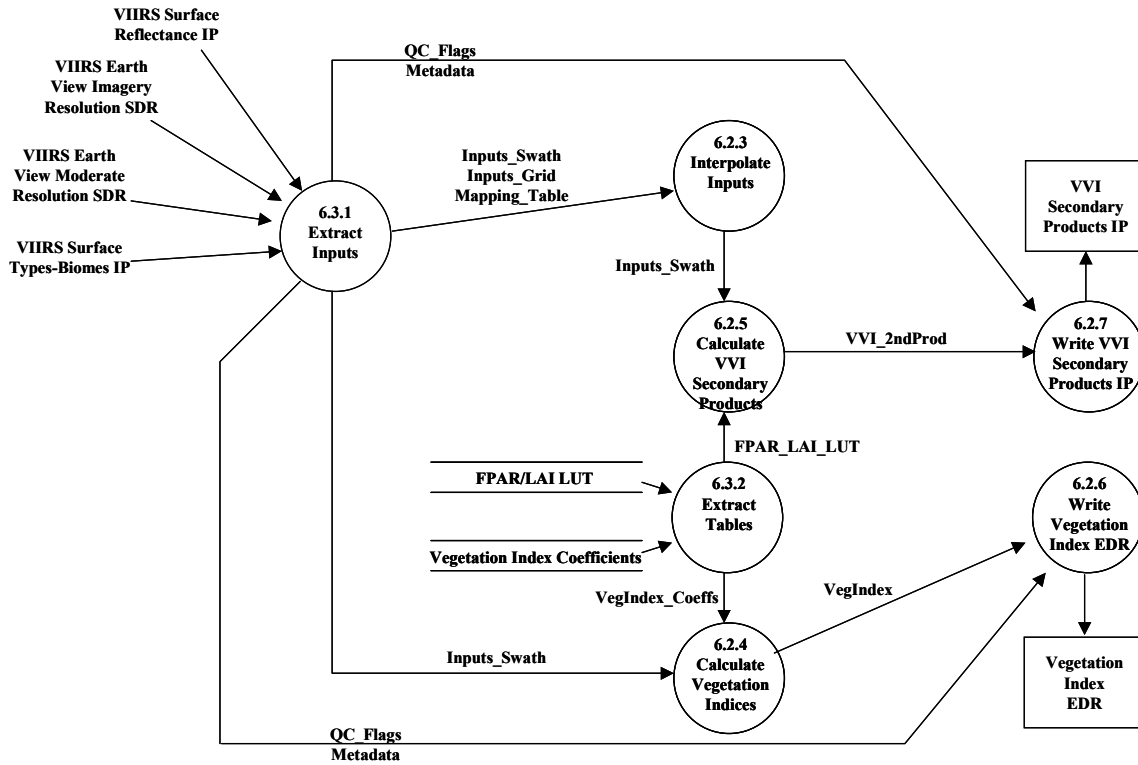 VIIRS Surface
Reflectance IP
VIIRS Earth
View Imagery
Resolution SDR
VIIRS Earth
View Moderate
Resolution SDR
VIIRS Surface
Types-Biomes IP
6.3.1
Extract
Inputs
QC_Flags
Metadata
Inputs_Swath
Inputs_Grid
Mapping_Table
6.2.3
Interpolate
Inputs
Inputs_Swath
6.2.5
Calculate
VVI
Secondary
Products
VVI_2ndProd
VVI
Secondary
Products IP
6.2.7
Write VVI
Secondary
Products IP
FPAR_LAI_LUT
FPAR/LAI LUT
Vegetation Index Coefficients
6.3.2
Extract
Tables
VegIndex_Coeffs
6.2.6
Write
Vegetation
Index EDR
VegIndex
Inputs_Swath
6.2.4
Calculate
Vegetation
Indices
Vegetation
Index
EDR
QC_Flags
Metadata